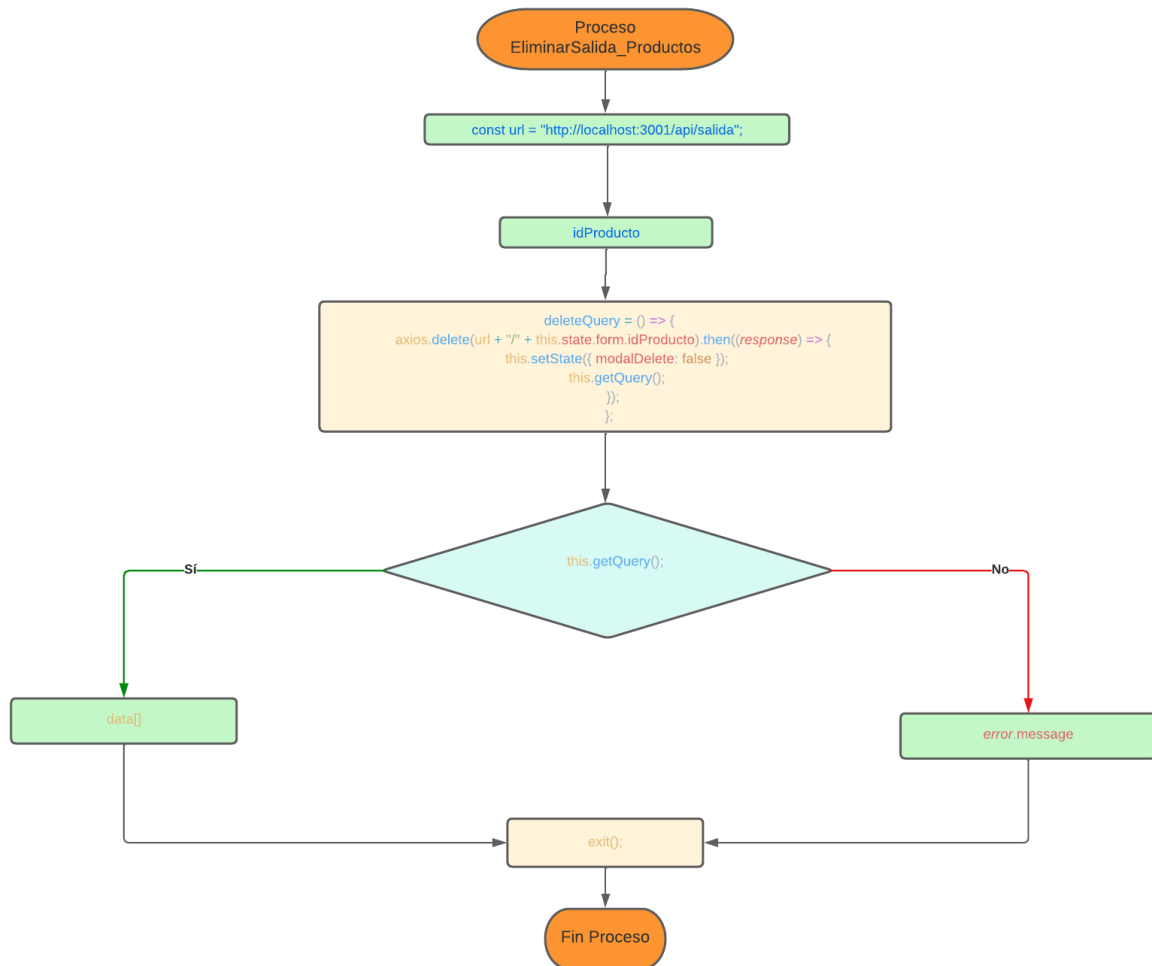 Proceso
EliminarSalida_Productos
const url = "http://localhost:3001/api/salida";
idProducto
deleteQuery = () => {
axios.delete(url + "/" + this.state.form.idProducto).then((response) => {
this.setState({ modalDelete: false });
this.getQuery();
});
};
this.getQuery();
Sí
No
data[]
error.message
exit();
Fin Proceso